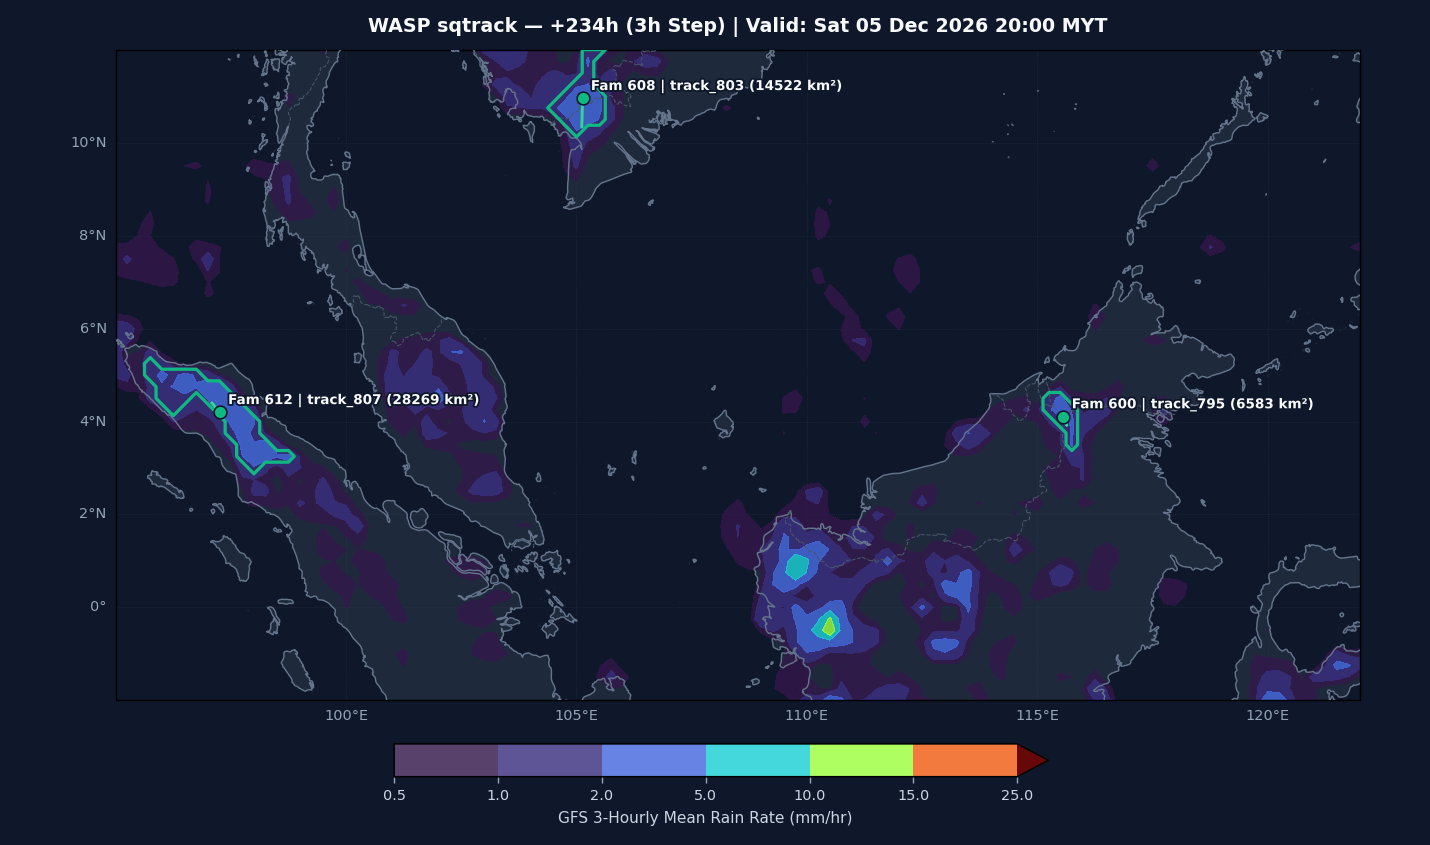 WASP sqtrack — +234h (3h Step) | Valid: Sat 05 Dec 2026 20:00 MYT
Fam 608 | track_803 (14522 km²)
10°N
8°N
6°N
Fam 612 | track_807 (28269 km²)
Fam 600 | track_795 (6583 km²)
4°N
2°N
0°
100°E 105°E 110°E 115°E 120°E
0.5 1.0 2.0 5.0 10.0 15.0 25.0
GFS 3-Hourly Mean Rain Rate (mm/hr)